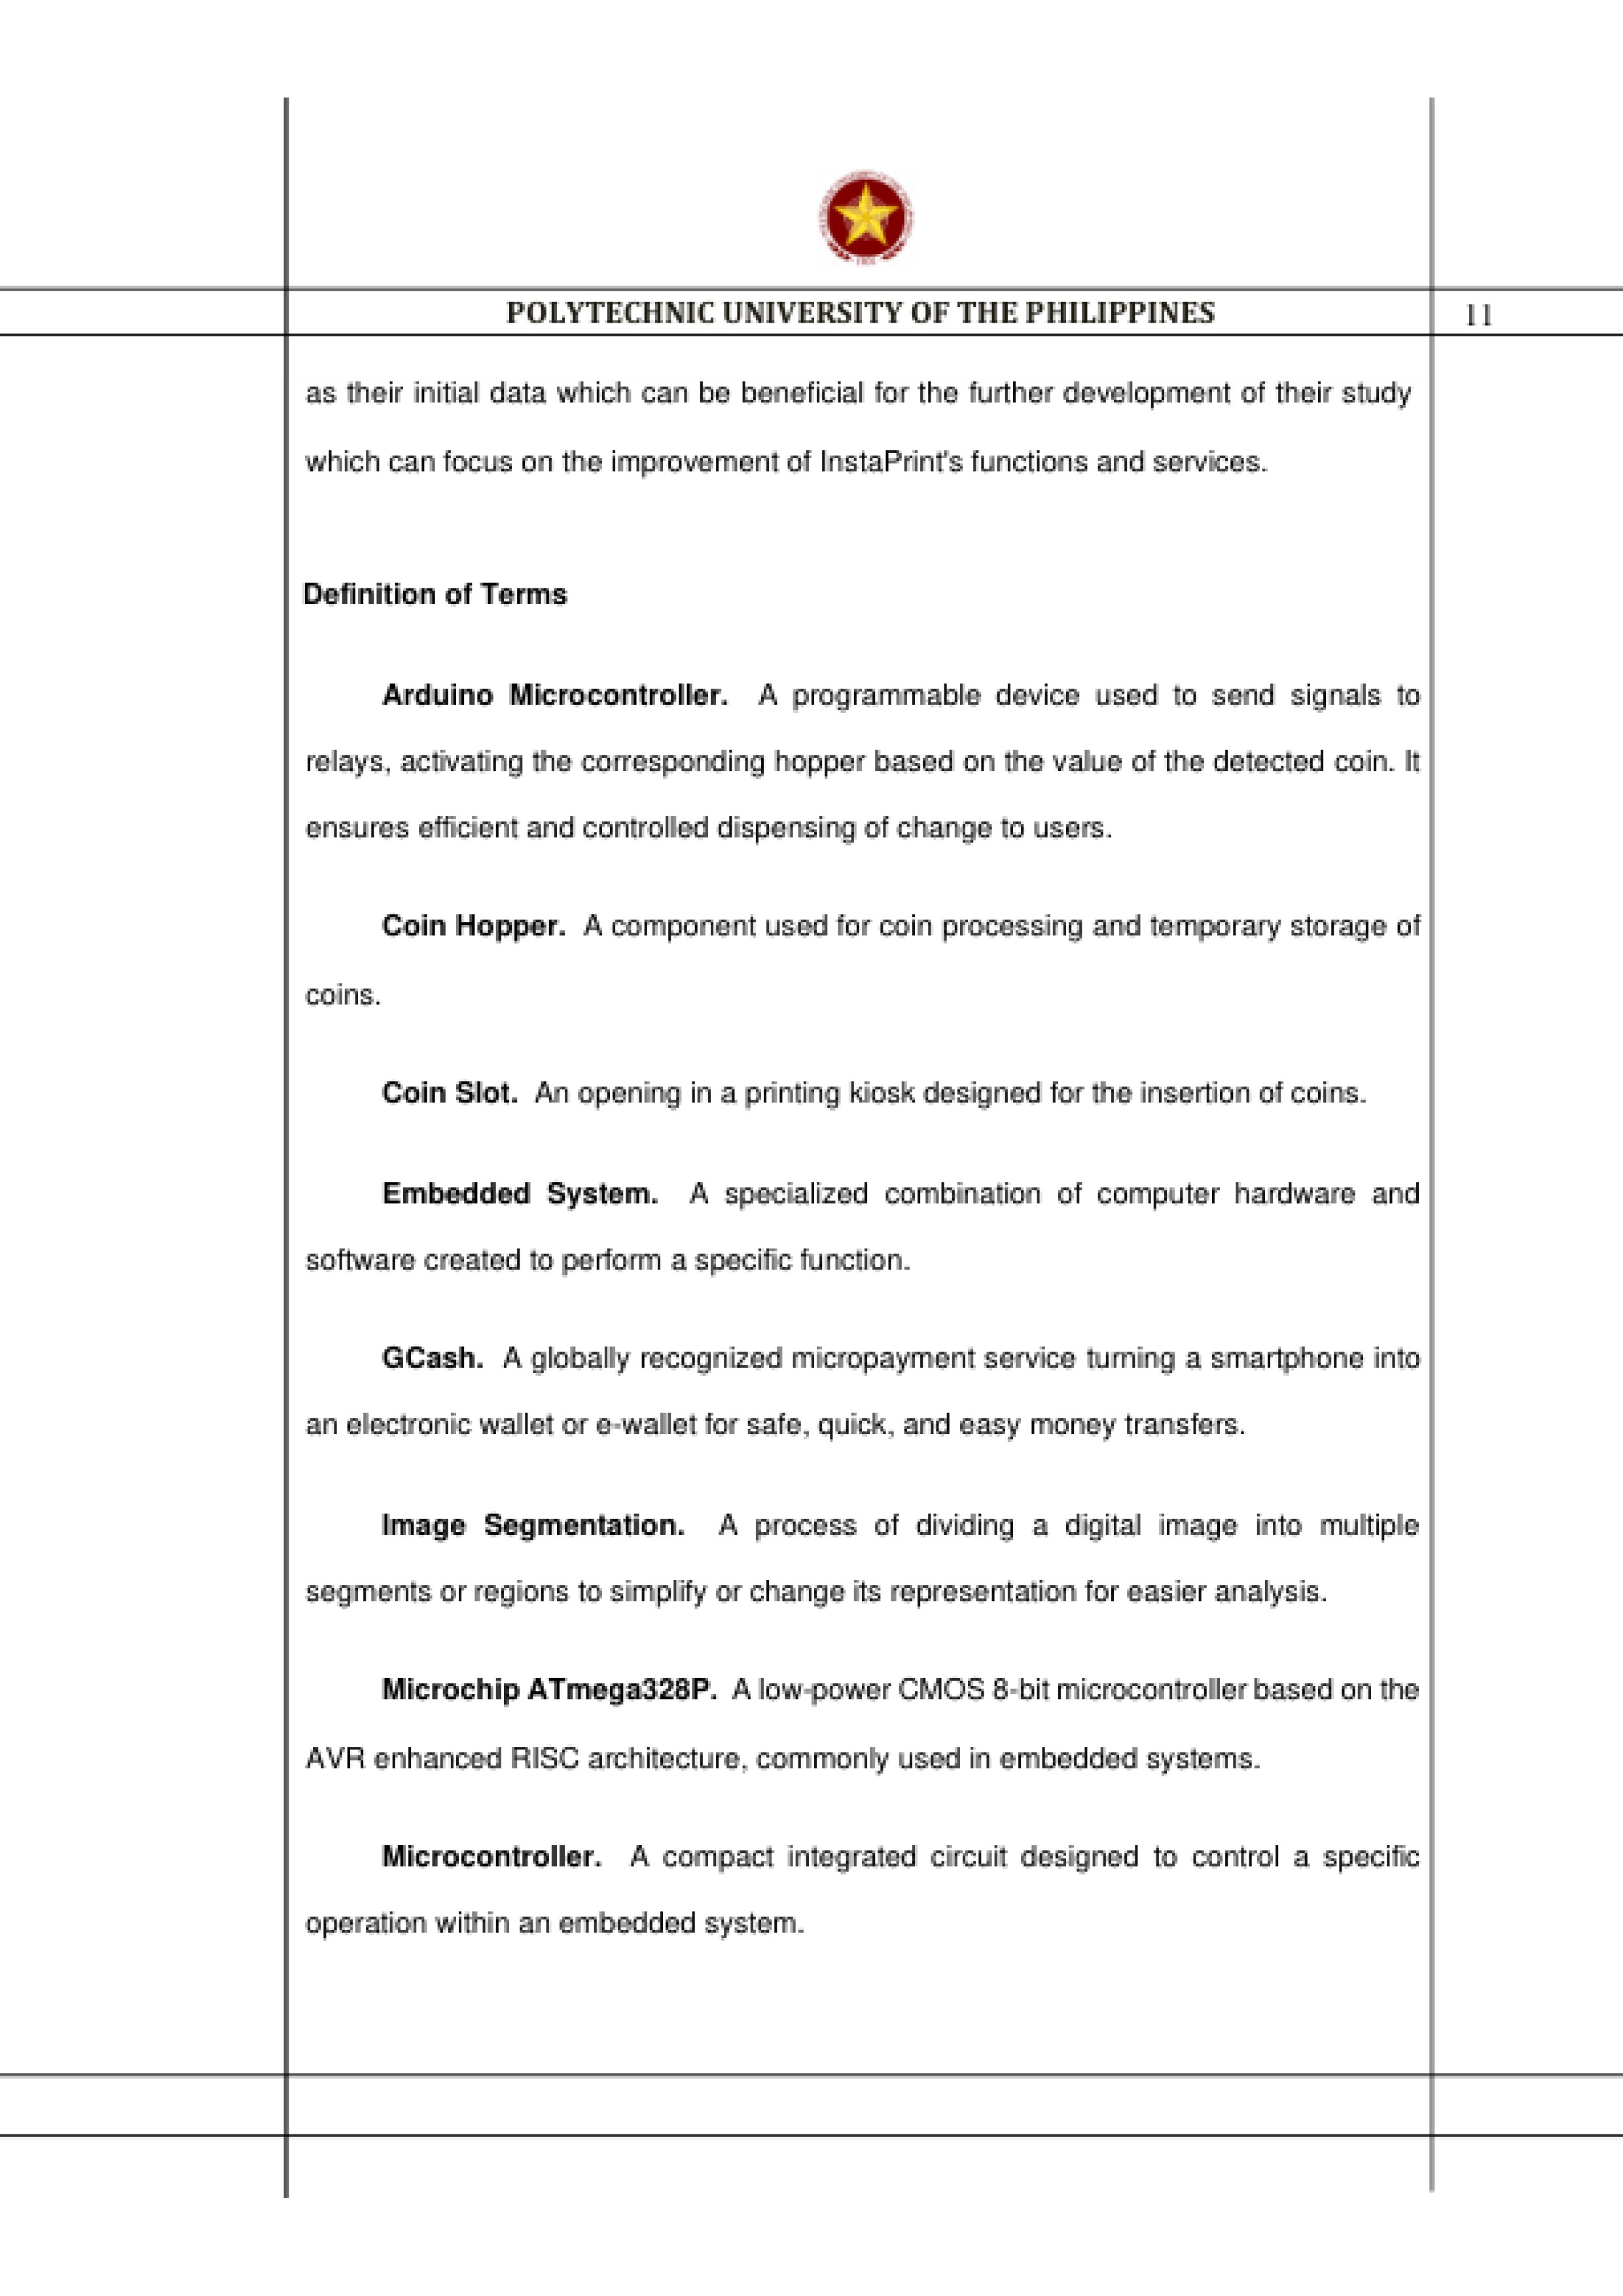 POLYTECHNIC UNIVERSITY OF THE PHILIPPINES
11
as their initial data which can be beneficial for the further development of their study
which can focus on the improvement of InstaPrint's functions and services.
Definition of Terms
Arduino Microcontroller. A programmable device used to send signals to
relays, activating the corresponding hopper based on the value of the detected coin. It
ensures efficient and controlled dispensing of change to users.
Coin Hopper. A component used for coin processing and temporary storage of
coins.
Coin Slot. An opening in a printing kiosk designed for the insertion of coins.
Embedded System. A specialized combination of computer hardware and
software created to perform a specific function.
GCash. A globally recognized micropayment service turning a smartphone into
an electronic wallet or e-wallet for safe, quick, and easy money transfers.
Image Segmentation. A process of dividing a digital image into multiple
segments or regions to simplify or change its representation for easier analysis.
Microchip ATmega328P. A low-power CMOS 8-bit microcontroller based on the
AVR enhanced RISC architecture, commonly used in embedded systems.
Microcontroller. A compact integrated circuit designed to control a specific
operation within an embedded system.